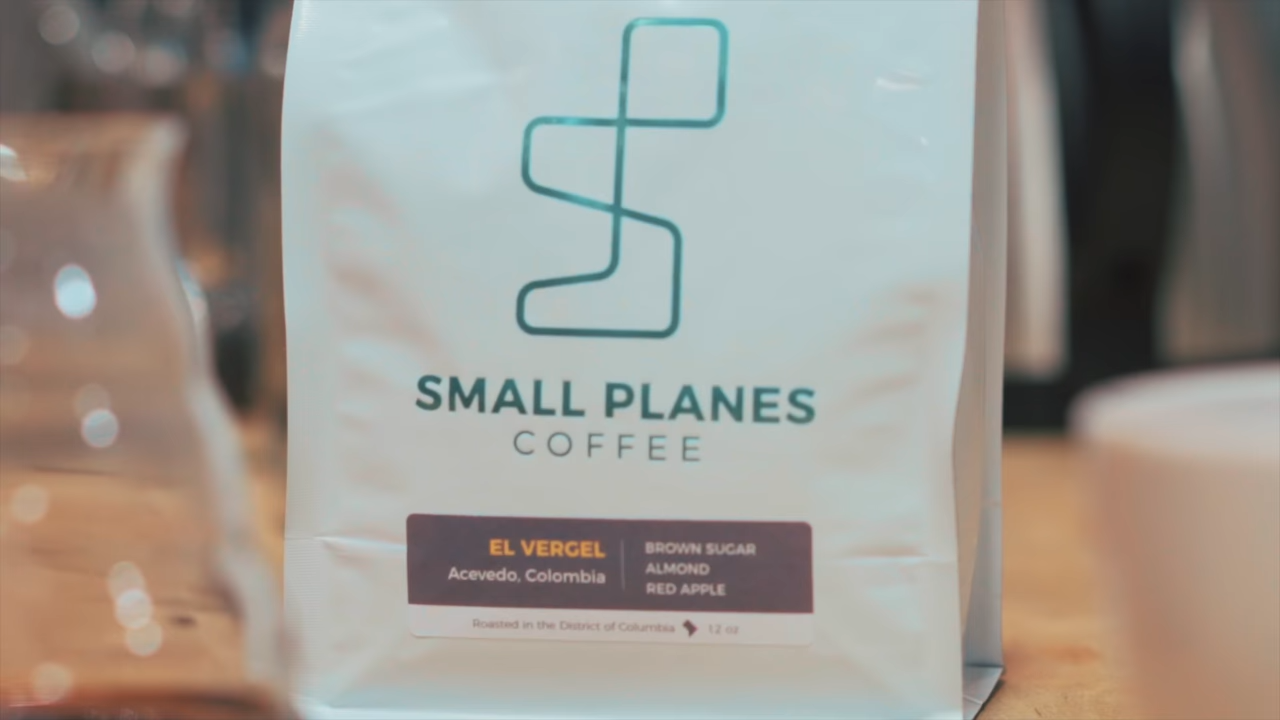 SMALL PLANES
COFFEE
EL VERGEL
Acevedo, Colombia
BROWN SUGAR
ALMOND
RED APPLE
Roasted in the District of Columbia 12 oz